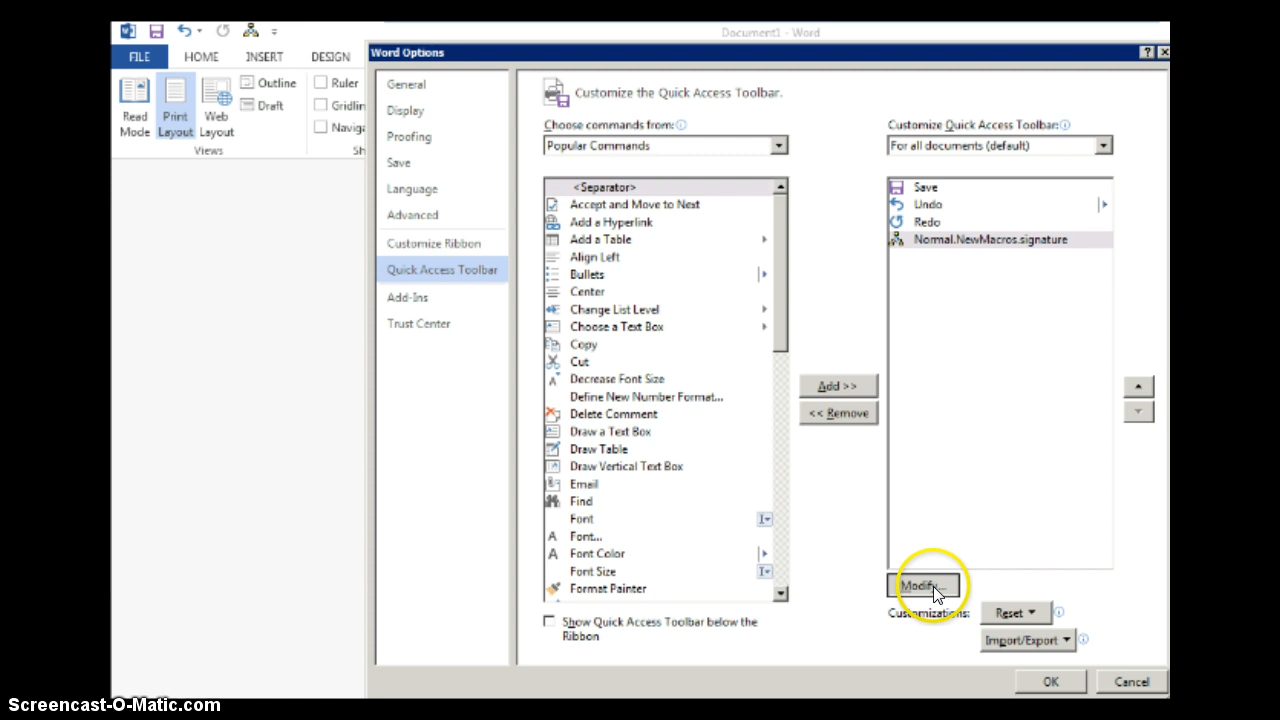 Document1 - Word
FILE HOME INSERT DESIGN
Word Options
Read Mode
Print Layout
Web Layout
Outline
Draft
Views
Ruler
Gridlin
Naviga
Sh
General
Display
Proofing
Save
Language
Advanced
Customize Ribbon
Quick Access Toolbar
Add-Ins
Trust Center
Customize the Quick Access Toolbar.
Choose commands from:
Popular Commands
<Separator>
Accept and Move to Next
Add a Hyperlink
Add a Table
Align Left
Bullets
Center
Change List Level
Choose a Text Box
Copy
Cut
Decrease Font Size
Define New Number Format...
Delete Comment
Draw a Text Box
Draw Table
Draw Vertical Text Box
Email
Find
Font
Font...
Font Color
Font Size
Format Painter
Show Quick Access Toolbar below the
Ribbon
Add >>
<< Remove
Customize Quick Access Toolbar:
For all documents (default)
Save
Undo
Redo
Normal.NewMacros.signature
Modify...
Customizations:
Reset
Import/Export
OK
Cancel
Screencast-O-Matic.com